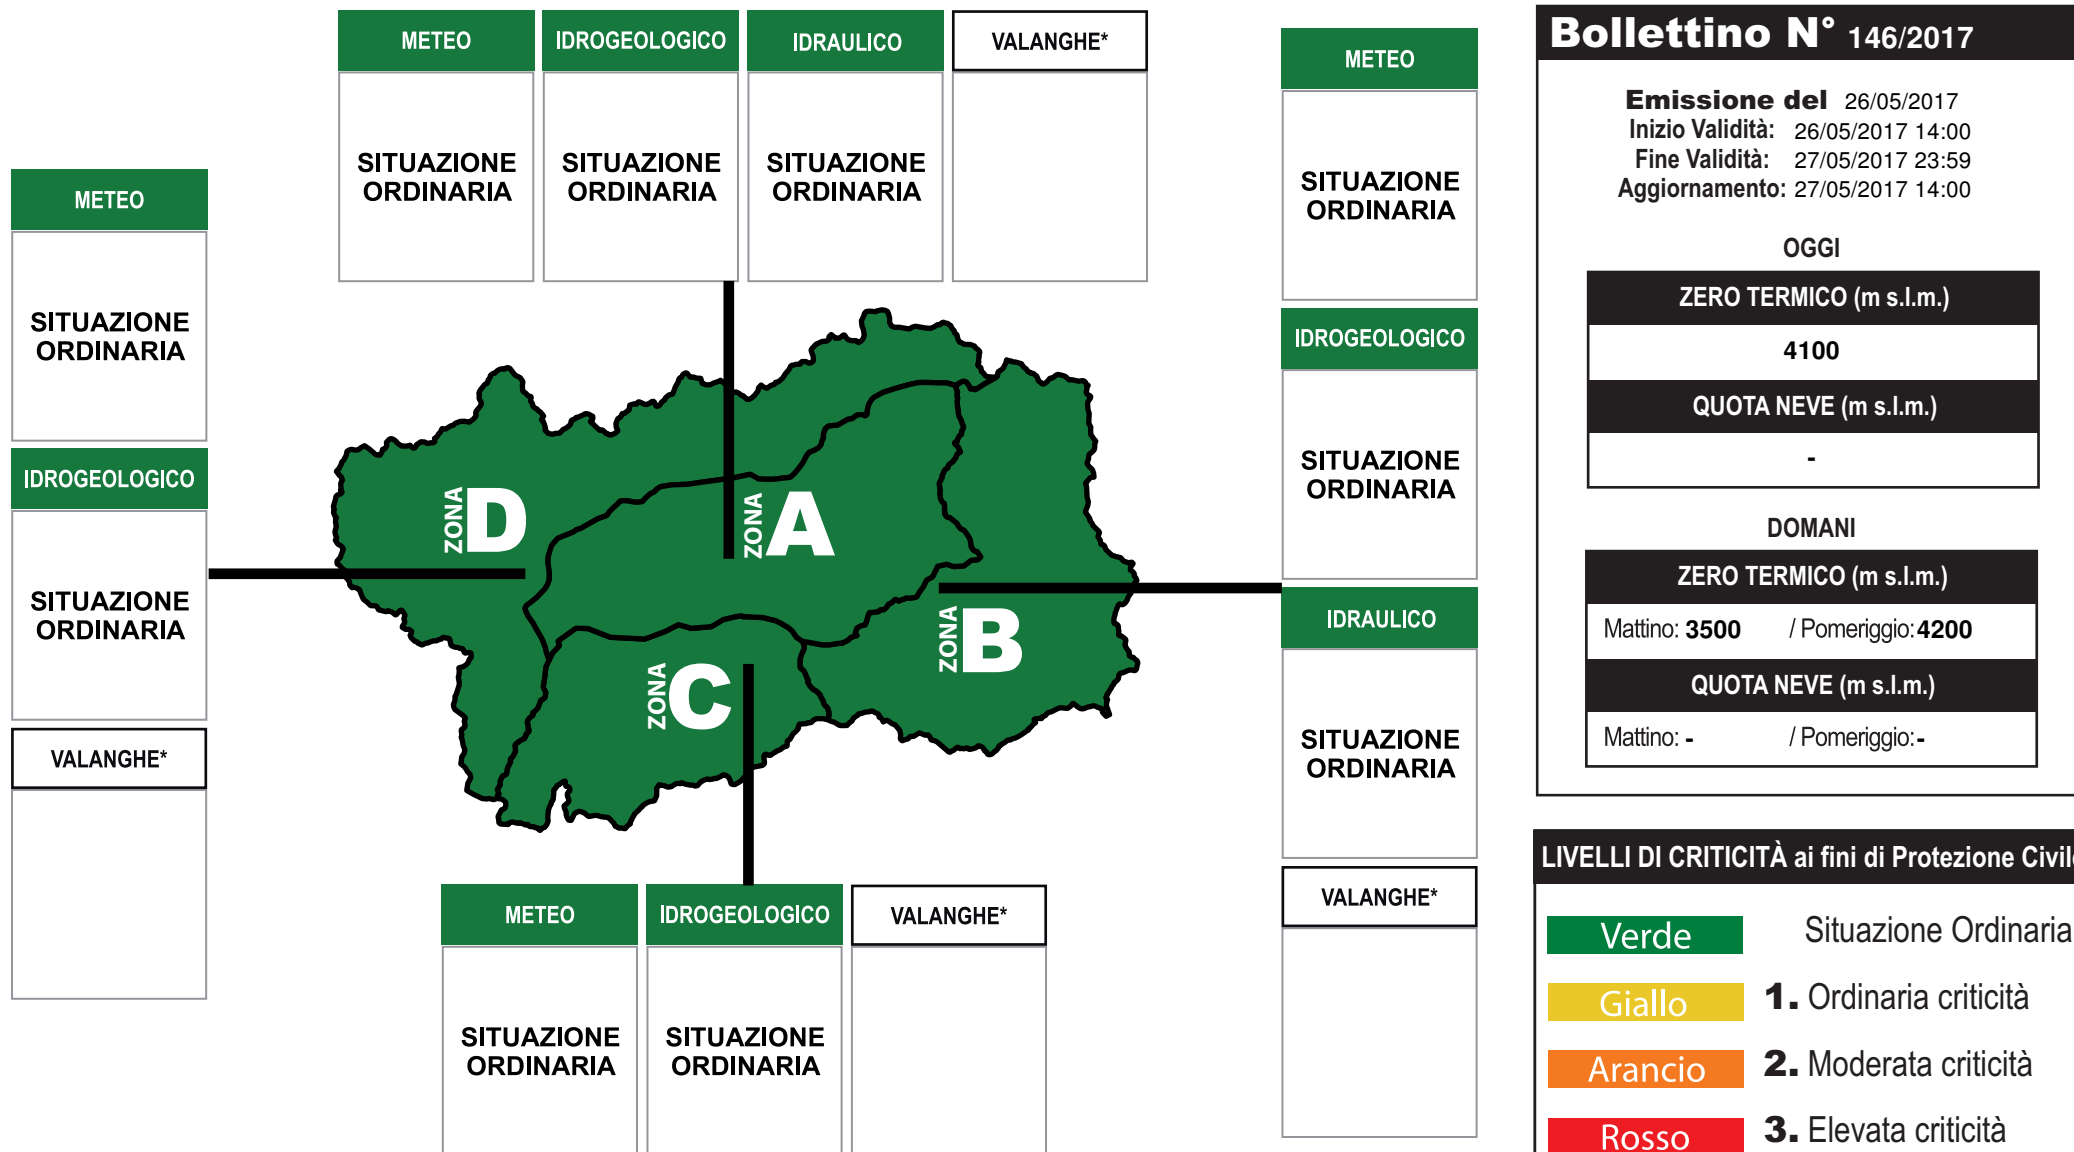 METEO
IDROGEOLOGICO
IDRAULICO
VALANGHE*
SITUAZIONE
ORDINARIA
SITUAZIONE
ORDINARIA
SITUAZIONE
ORDINARIA
METEO
SITUAZIONE
ORDINARIA
IDROGEOLOGICO
SITUAZIONE
ORDINARIA
VALANGHE*
ZONA D
ZONA A
ZONA B
ZONA C
METEO
SITUAZIONE
ORDINARIA
IDROGEOLOGICO
SITUAZIONE
ORDINARIA
IDRAULICO
SITUAZIONE
ORDINARIA
VALANGHE*
METEO
IDROGEOLOGICO
VALANGHE*
SITUAZIONE
ORDINARIA
SITUAZIONE
ORDINARIA
Bollettino N° 146/2017
Emissione del 26/05/2017
Inizio Validità: 26/05/2017 14:00
Fine Validità: 27/05/2017 23:59
Aggiornamento: 27/05/2017 14:00
OGGI
ZERO TERMICO (m s.l.m.)
4100
QUOTA NEVE (m s.l.m.)
-
DOMANI
ZERO TERMICO (m s.l.m.)
Mattino: 3500 / Pomeriggio: 4200
QUOTA NEVE (m s.l.m.)
Mattino: - / Pomeriggio: -
LIVELLI DI CRITICITÀ ai fini di Protezione Civile
Verde Situazione Ordinaria
Giallo 1. Ordinaria criticità
Arancio 2. Moderata criticità
Rosso 3. Elevata criticità